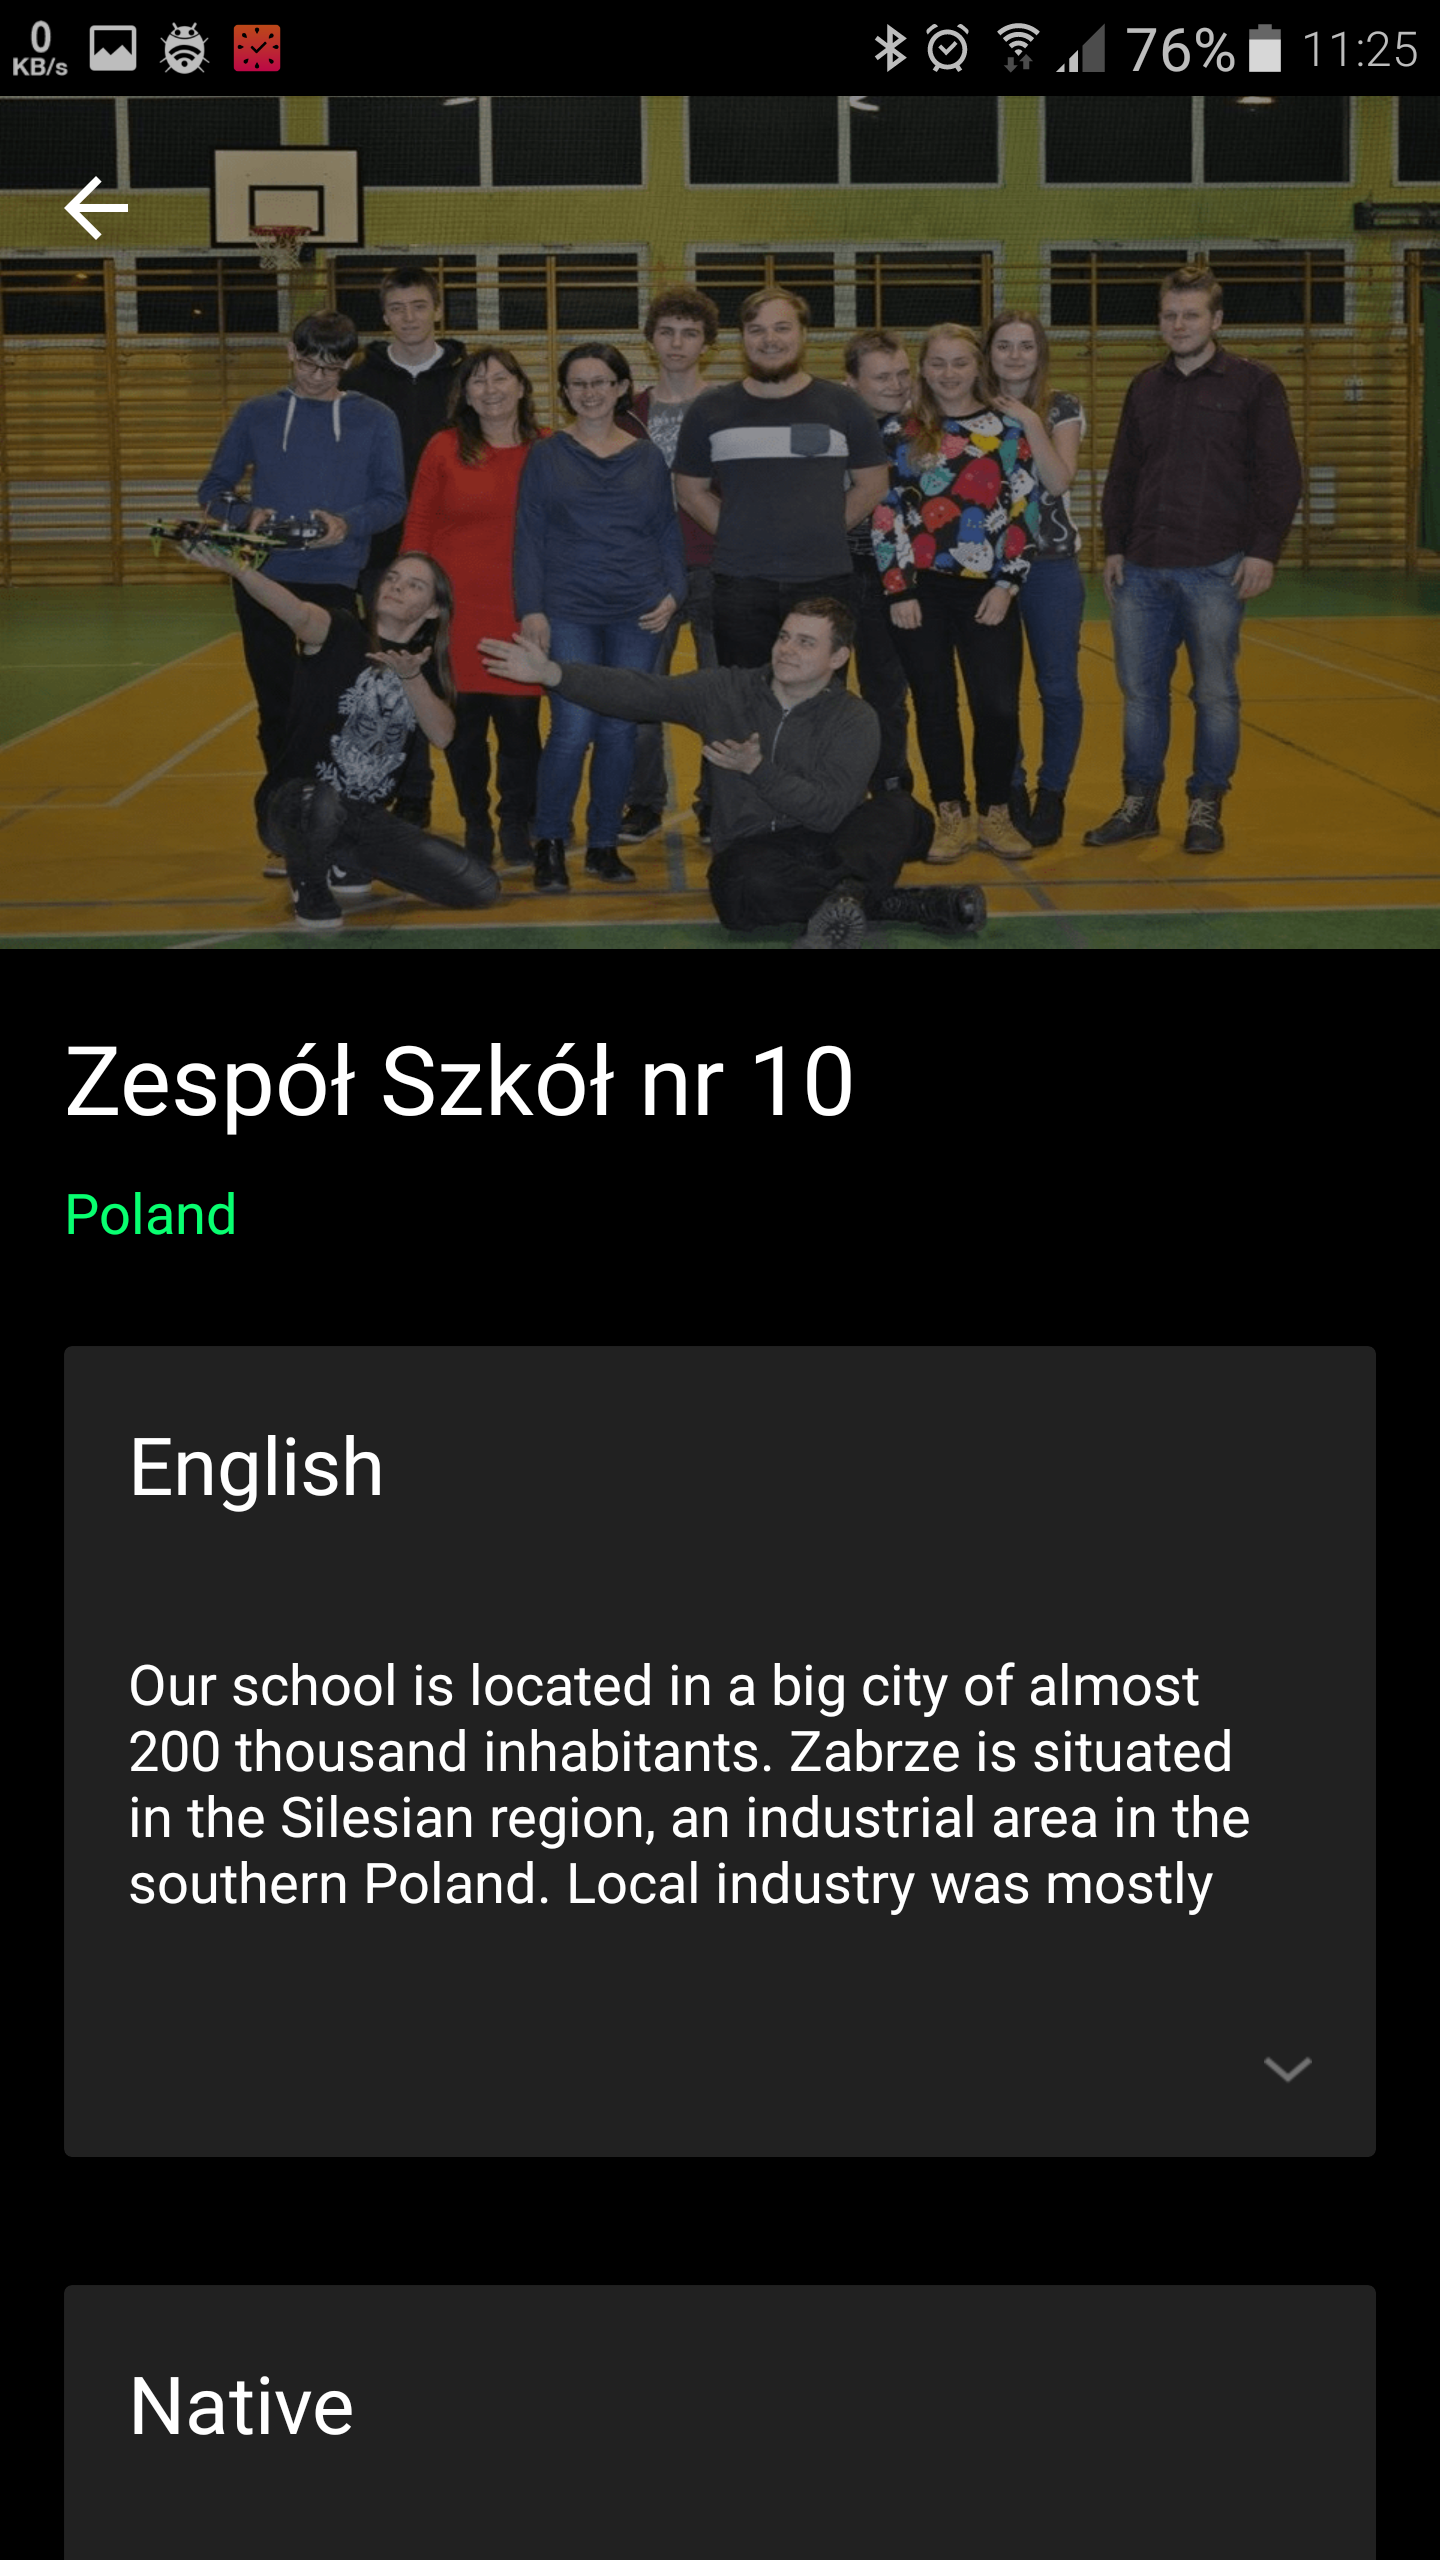 0
KB/s
76%
11:25
Zespół Szkół nr 10
Poland
English
Our school is located in a big city of almost
200 thousand inhabitants. Zabrze is situated
in the Silesian region, an industrial area in the
southern Poland. Local industry was mostly
Native